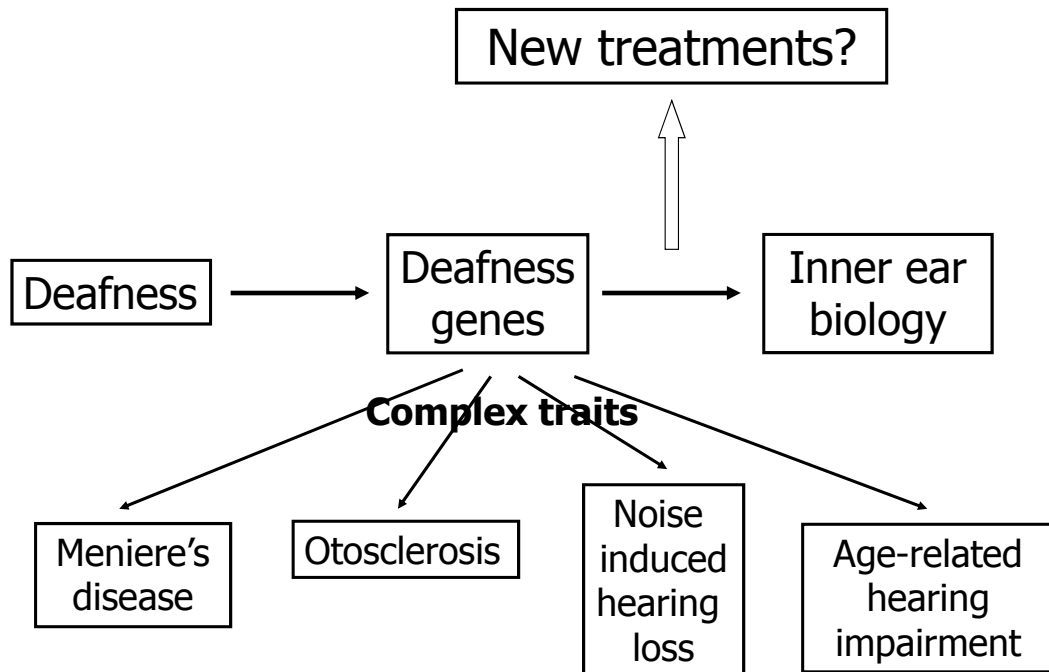 New treatments?
Deafness
Deafness
genes
Inner ear
biology
Complex traits
Meniere's
disease
Otosclerosis
Noise
induced
hearing
loss
Age-related
hearing
impairment